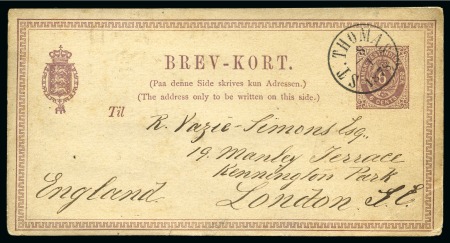 BREV-KORT.
ST. THOMAS
(Paa denne Side skrives kun Adressen.)
(The address only to be written on this side.)
Til
R. Vazie-Simons Esq.,
19, Manley Terrace
Kennington Park
England
London S.E